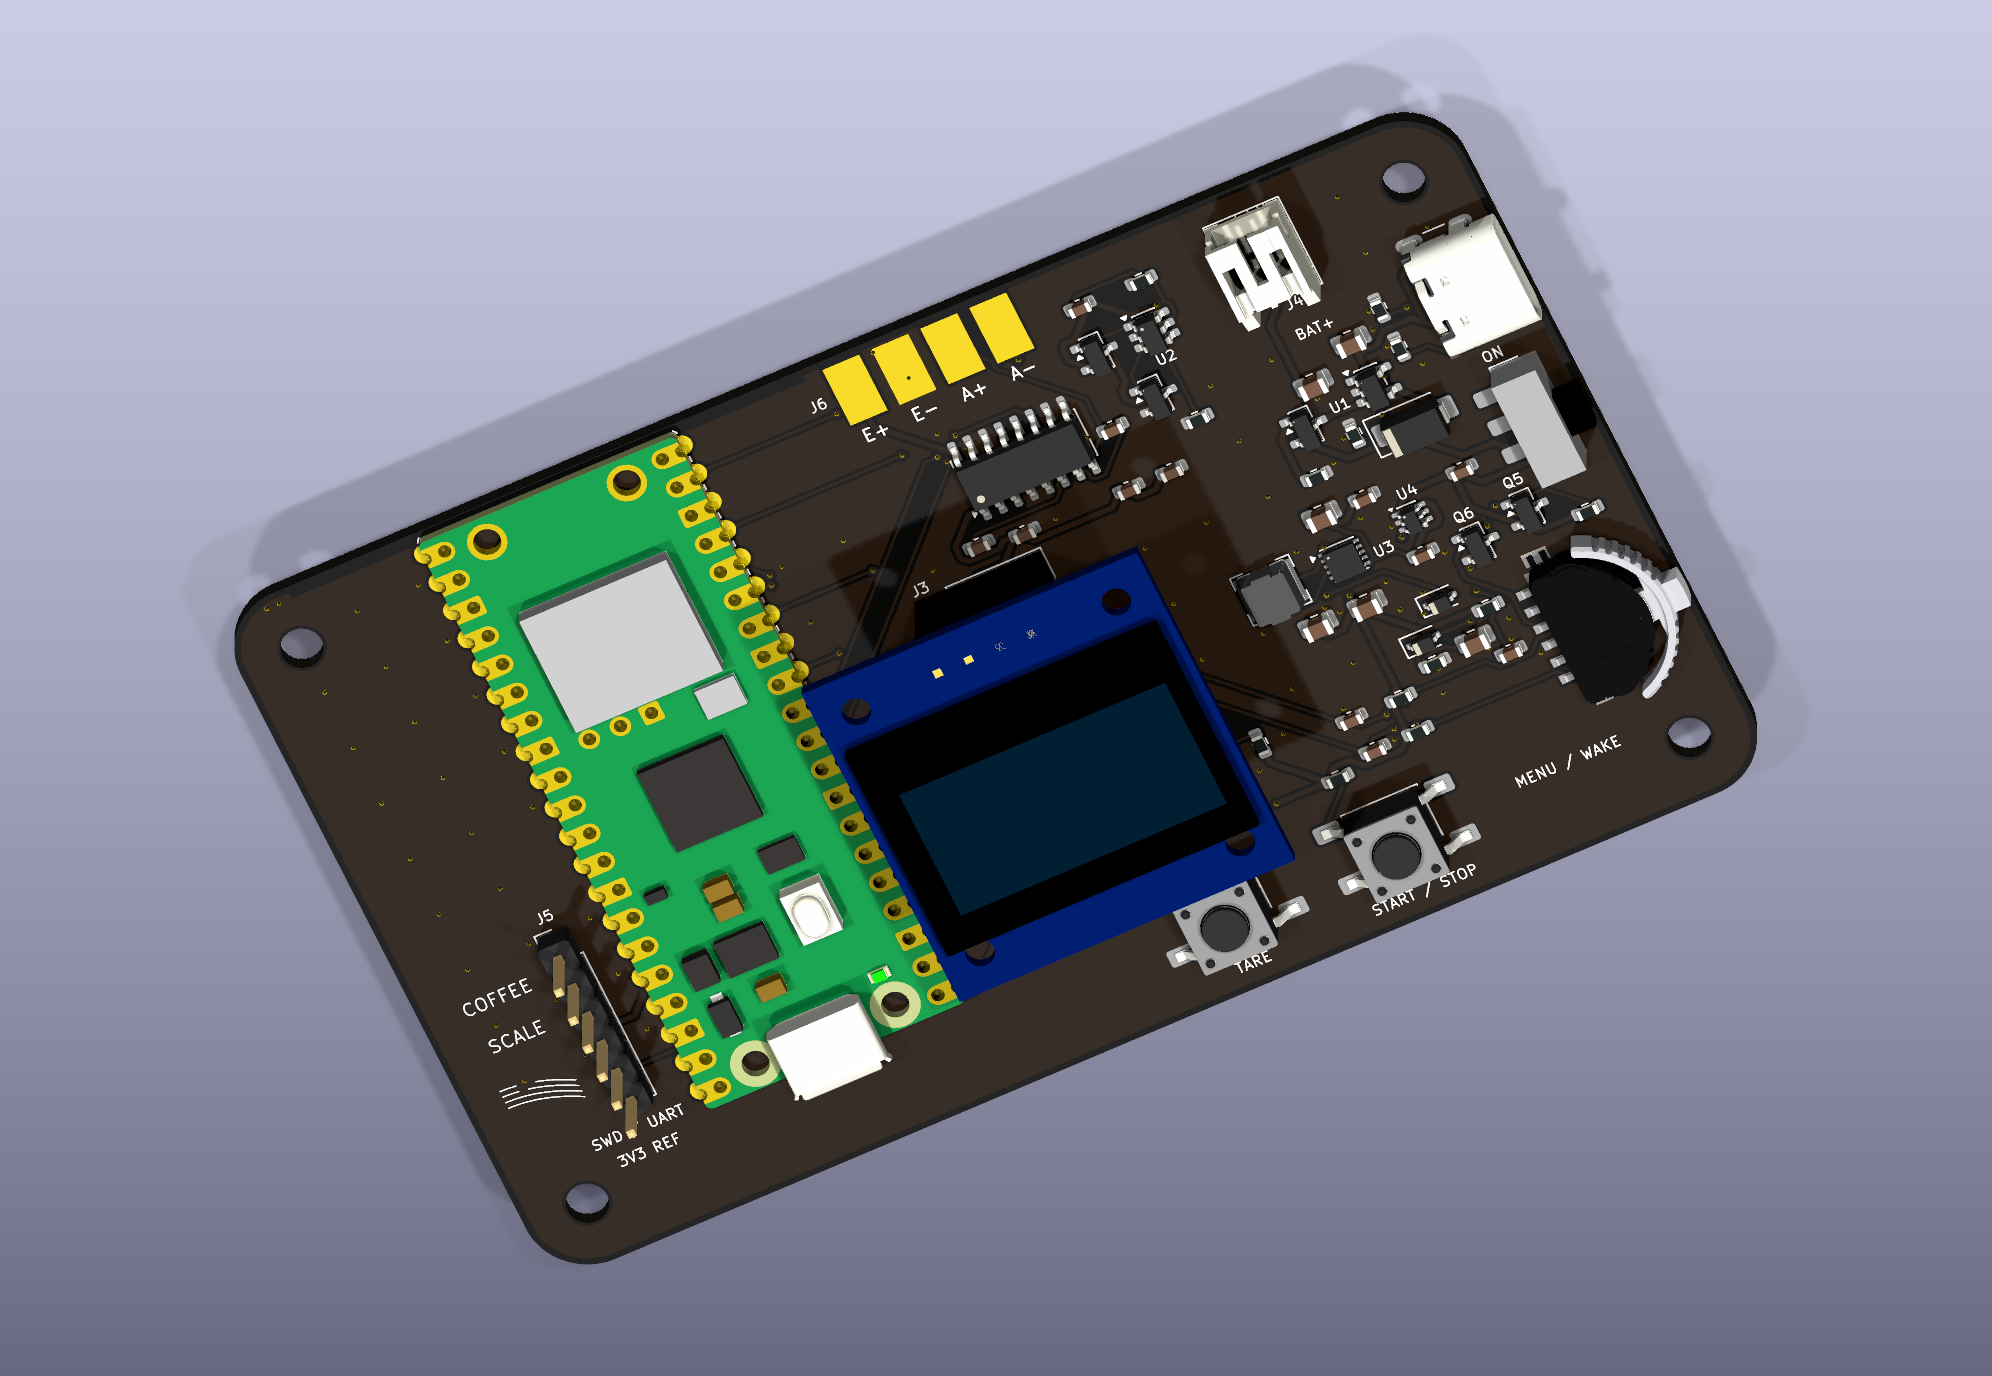 J4
BAT+
ON
U2
A-
A+
E-
E+
J6
U1
Q5
U4
Q6
U3
J3
MENU / WAKE
START / STOP
TARE
J5
COFFEE
SCALE
SWD UART
3V3 REF